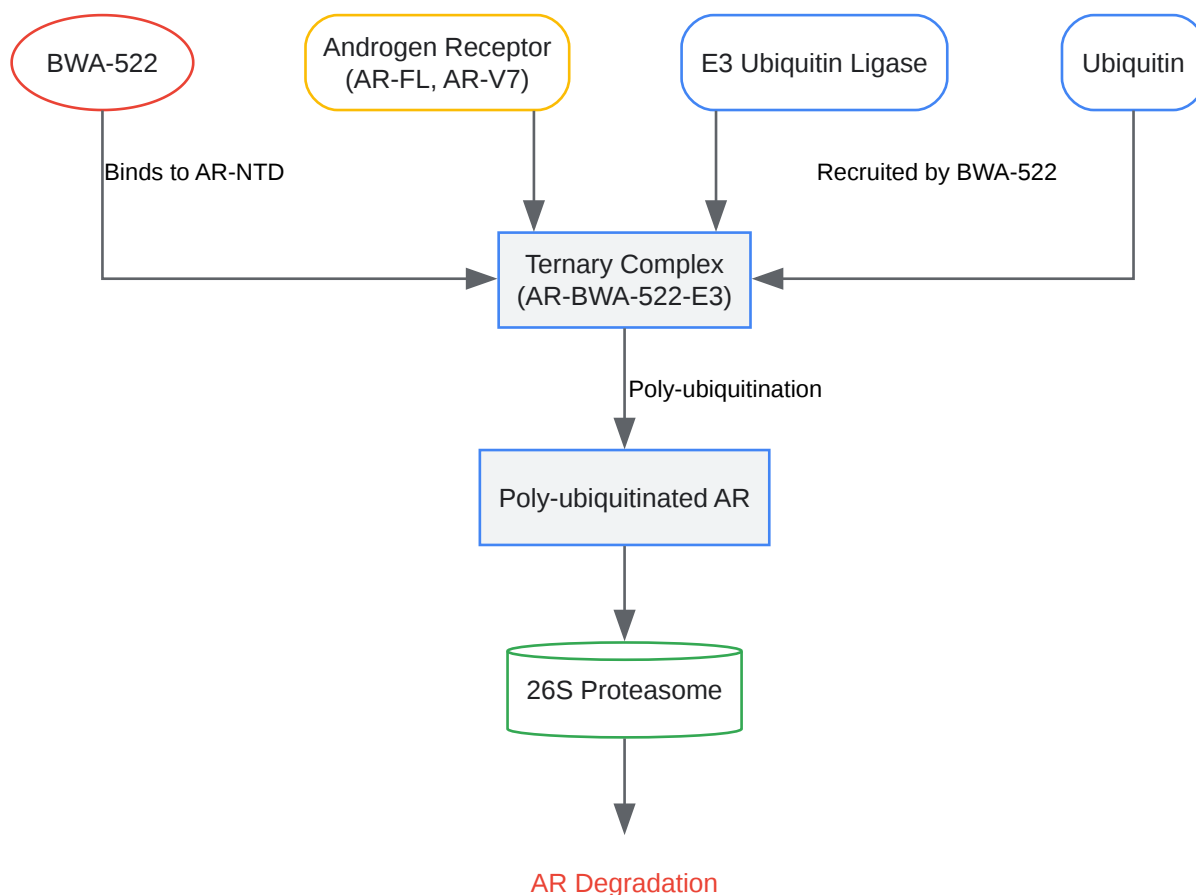 BWA-522
Androgen Receptor
(AR-FL, AR-V7)
E3 Ubiquitin Ligase
Ubiquitin
Binds to AR-NTD
Recruited by BWA-522
Ternary Complex
(AR-BWA-522-E3)
Poly-ubiquitination
Poly-ubiquitinated AR
26S Proteasome
AR Degradation